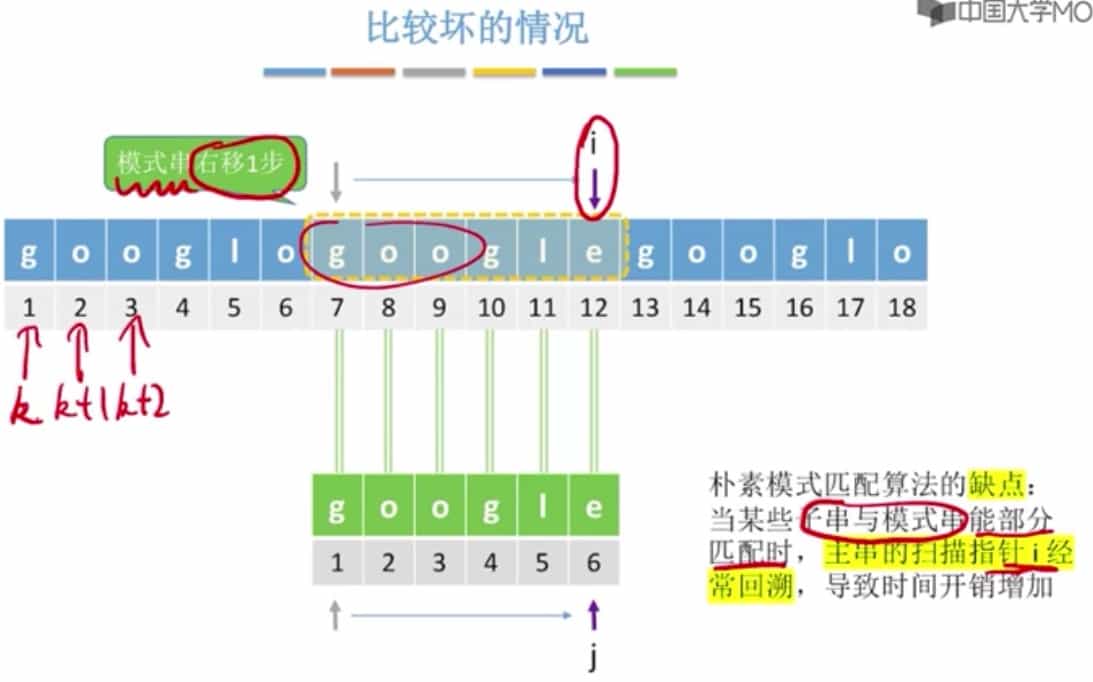 比较坏的情况
中国大学MO
i
模式串右移1步
g o o g l o g o o g l e g o o g l o
1 2 3 4 5 6 7 8 9 10 11 12 13 14 15 16 17 18
k k+1 k+2
g o o g l e
1 2 3 4 5 6
j
朴素模式匹配算法的缺点：
当某些子串与模式串能部分
匹配时，主串的扫描指针 i 经
常回溯，导致时间开销增加